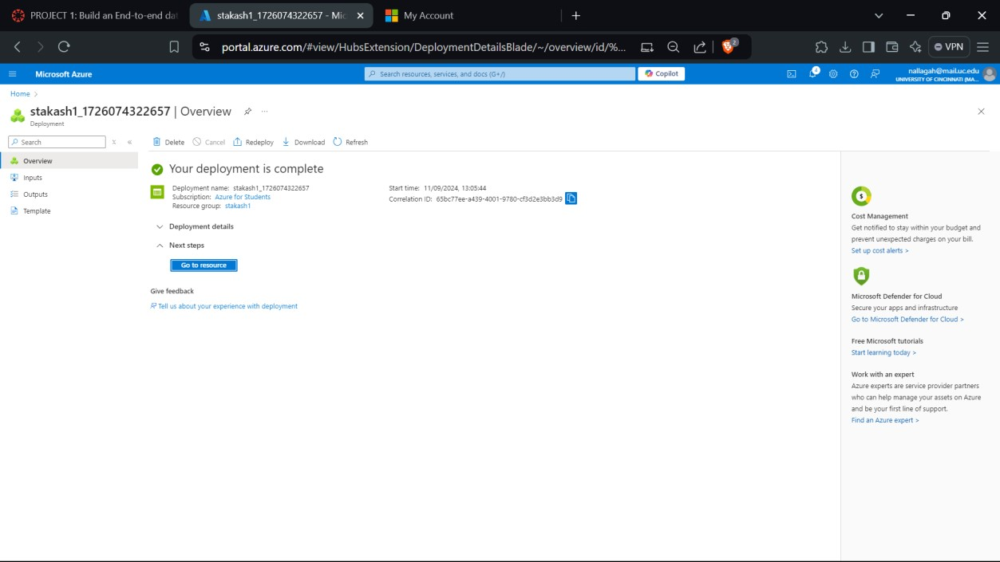 PROJECT 1: Build an End-to-end dat
stakash1_1726074322657 - Mic
My Account
portal.azure.com/#view/HubsExtension/DeploymentDetailsBlade/~/overview/id/%...
2
VPN
Microsoft Azure
Search resources, services, and docs (G+/)
Copilot
nallagah@mail.uc.edu
UNIVERSITY OF CINCINNATI (MA...
Home
stakash1_1726074322657 | Overview
Deployment
Search
Delete
Cancel
Redeploy
Download
Refresh
Overview
Inputs
Outputs
Template
Your deployment is complete
Deployment name: stakash1_1726074322657
Subscription: Azure for Students
Resource group: stakash1
Start time: 11/09/2024, 13:05:44
Correlation ID: 65bc77ee-a439-4001-9780-cf3d2e3bb3d9
Deployment details
Next steps
Go to resource
Give feedback
Tell us about your experience with deployment
Cost Management
Get notified to stay within your budget and
prevent unexpected charges on your bill.
Set up cost alerts >
Microsoft Defender for Cloud
Secure your apps and infrastructure
Go to Microsoft Defender for Cloud >
Free Microsoft tutorials
Start learning today >
Work with an expert
Azure experts are service provider partners
who can help manage your assets on Azure
and be your first line of support.
Find an Azure expert >